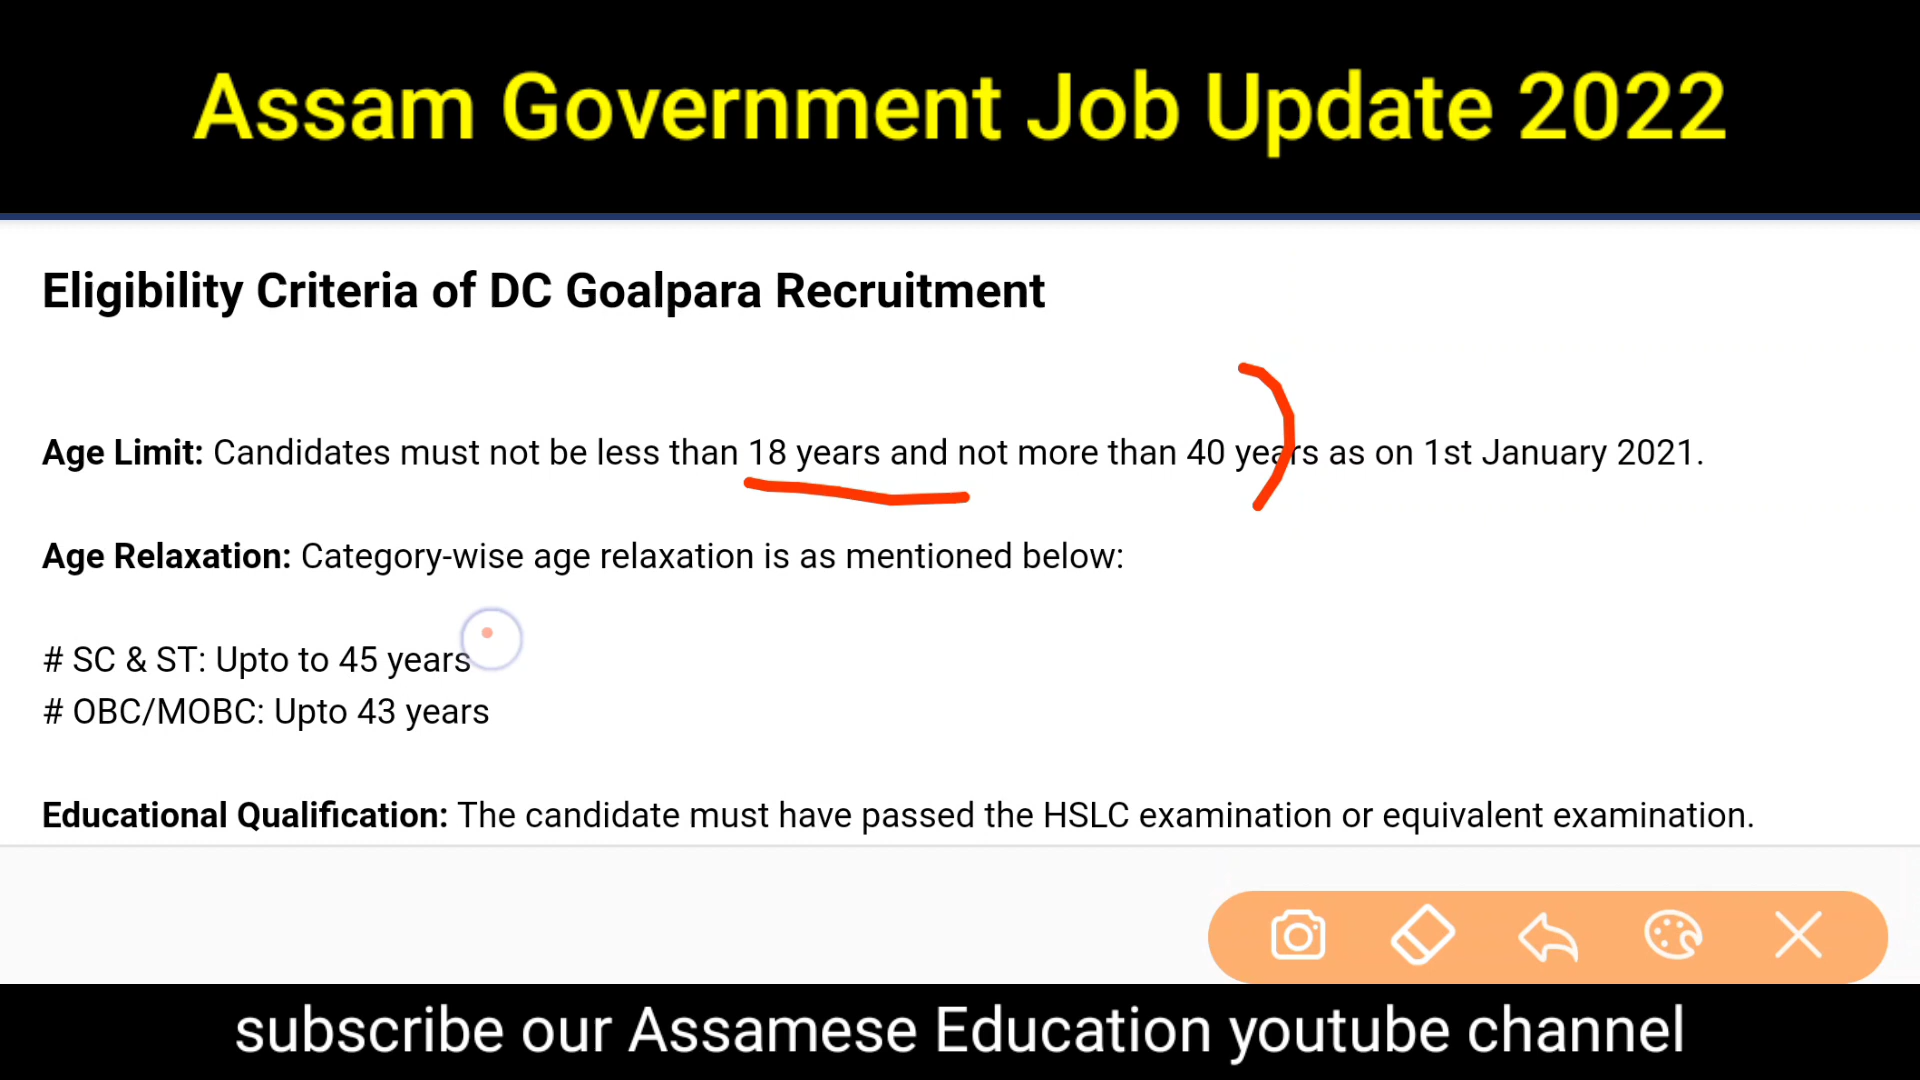 Assam Government Job Update 2022
Eligibility Criteria of DC Goalpara Recruitment
Age Limit: Candidates must not be less than 18 years and not more than 40 years as on 1st January 2021.
Age Relaxation: Category-wise age relaxation is as mentioned below:
# SC & ST: Upto to 45 years
# OBC/MOBC: Upto 43 years
Educational Qualification: The candidate must have passed the HSLC examination or equivalent examination.
subscribe our Assamese Education youtube channel